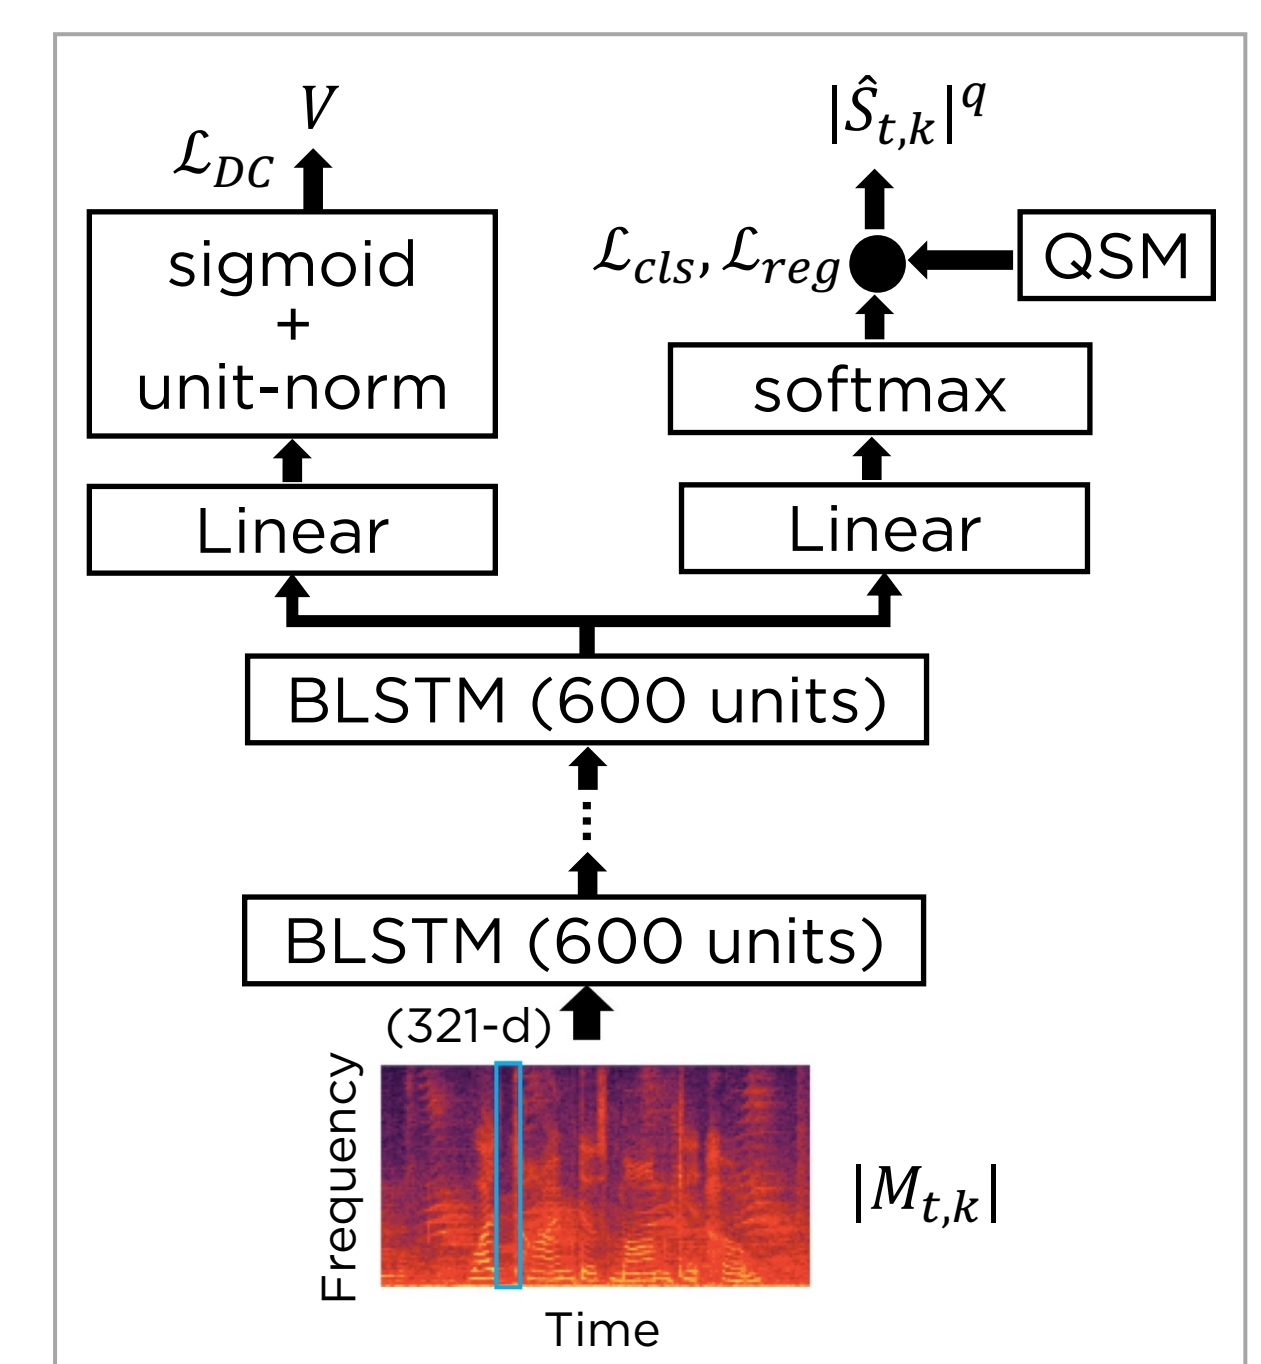 V
ℒ_DC
sigmoid
+
unit-norm
Linear
|Ŝ_t,k|^q
ℒ_cls, ℒ_reg
QSM
softmax
Linear
BLSTM (600 units)
BLSTM (600 units)
(321-d)
Frequency
|M_t,k|
Time